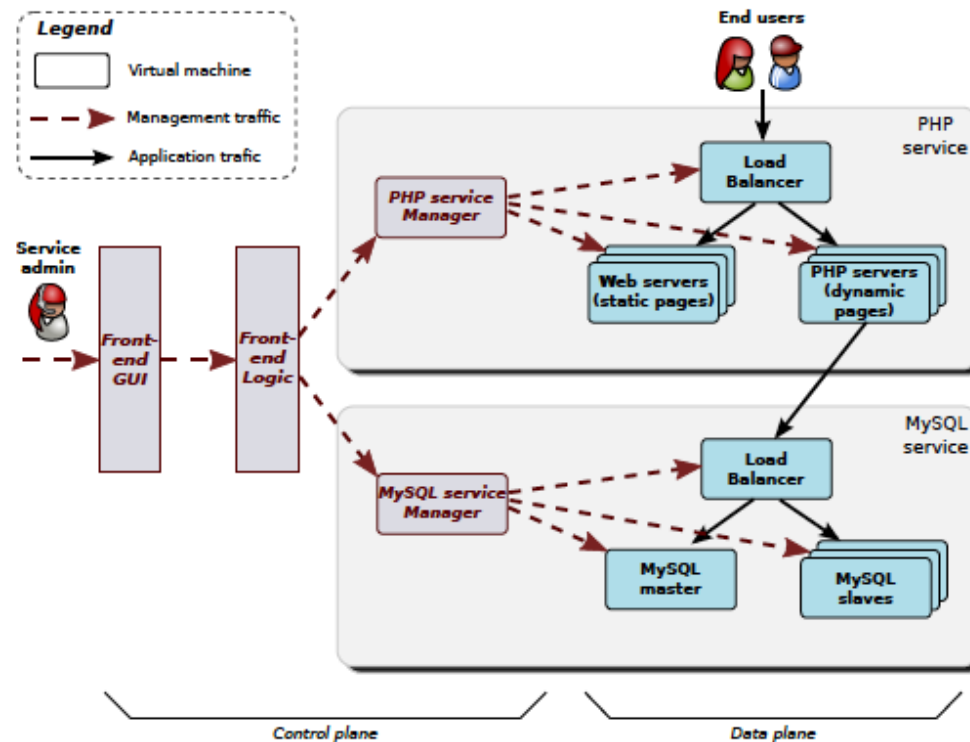 Legend
Virtual machine
Management traffic
Application trafic
End users
PHP
service
Load
Balancer
PHP service
Manager
Web servers
(static pages)
PHP servers
(dynamic
pages)
Service
admin
Front-
end
GUI
Front-
end
Logic
MySQL
service
Load
Balancer
MySQL service
Manager
MySQL
master
MySQL
slaves
Control plane
Data plane